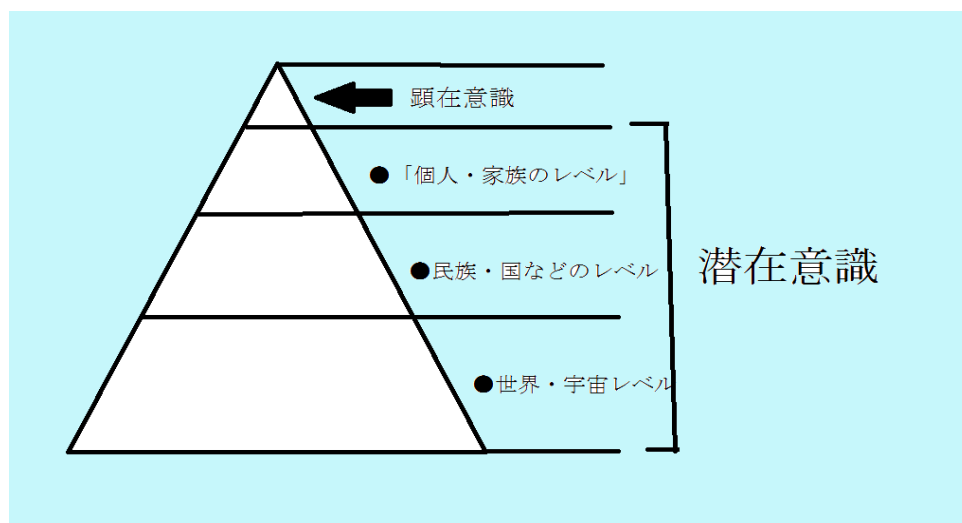 顕在意識
●「個人・家族のレベル」
●民族・国などのレベル
潜在意識
●世界・宇宙レベル